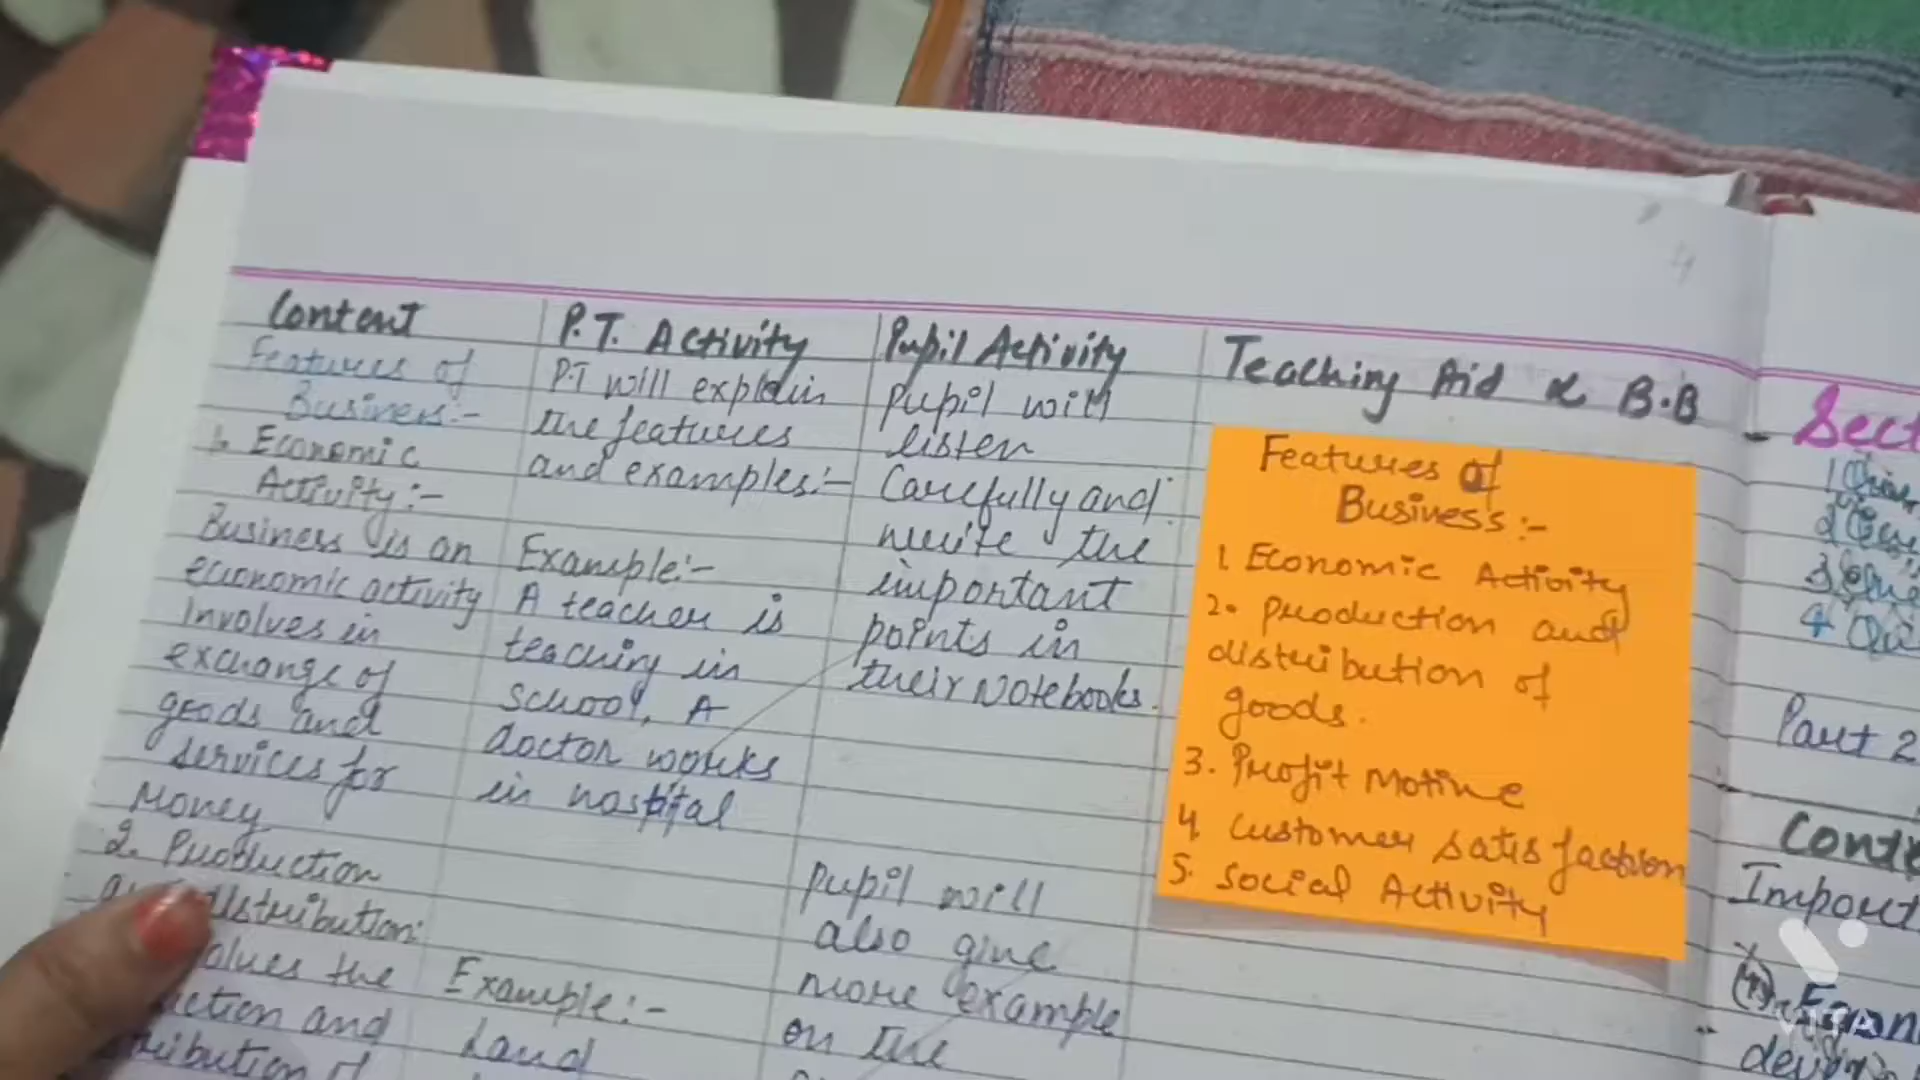 Content
Features of
Business:-
1. Economic
Activity:-
Business is an
economic activity
involves in
exchange of
goods and
services for
Money
2. Production
distribution:
the
and
P.T. Activity
P.T will explain
the features
and examples:-
Example:-
A teacher is
teaching in
school, A
doctor works
in hospital
Example:-
Land
Pupil Activity
Pupil will
listen
Carefully and
write the
important
points in
their Notebooks.
Pupil will
also give
more example
on the
Teaching Aid & B.B
Features of
Business:-
1. Economic Activity
2. Production and
distribution of
goods.
3. Profit Motive
4. Customer satisfaction
5. Social Activity
Part 2
VITA